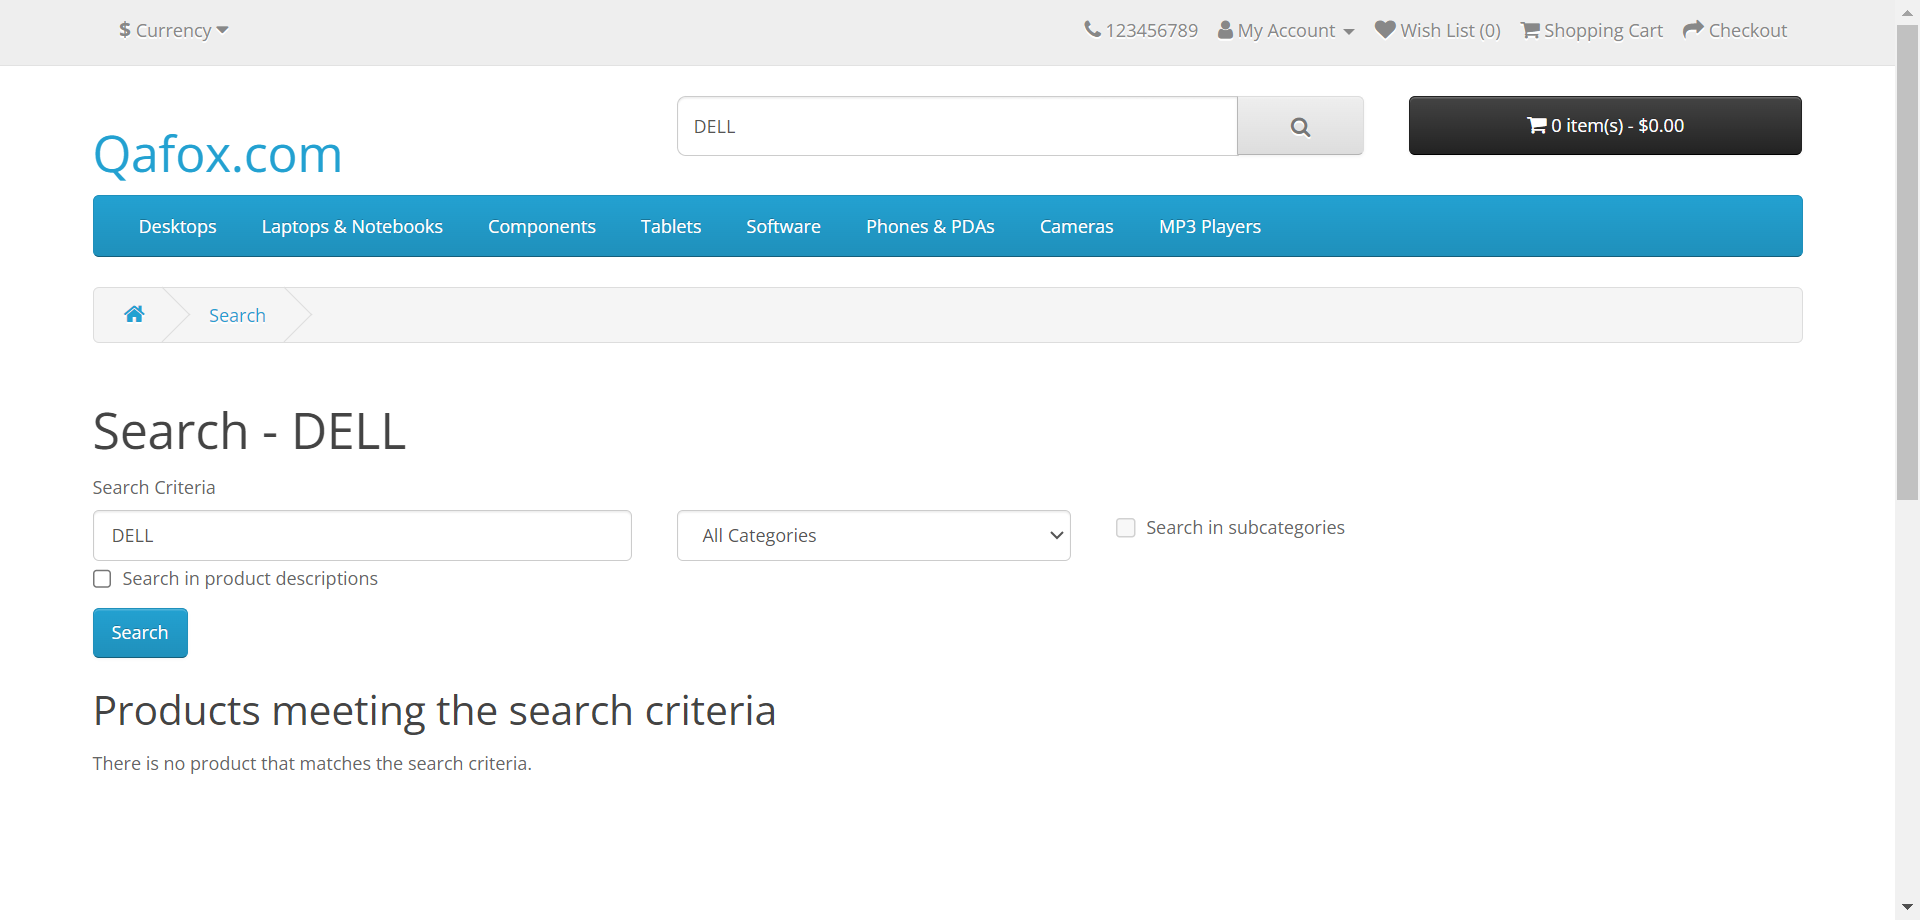 $ Currency
123456789 My Account Wish List (0) Shopping Cart Checkout
Qafox.com
DELL
0 item(s) - $0.00
Desktops Laptops & Notebooks Components Tablets Software Phones & PDAs Cameras MP3 Players
Search
Search - DELL
Search Criteria
DELL
All Categories
Search in subcategories
Search in product descriptions
Search
Products meeting the search criteria
There is no product that matches the search criteria.